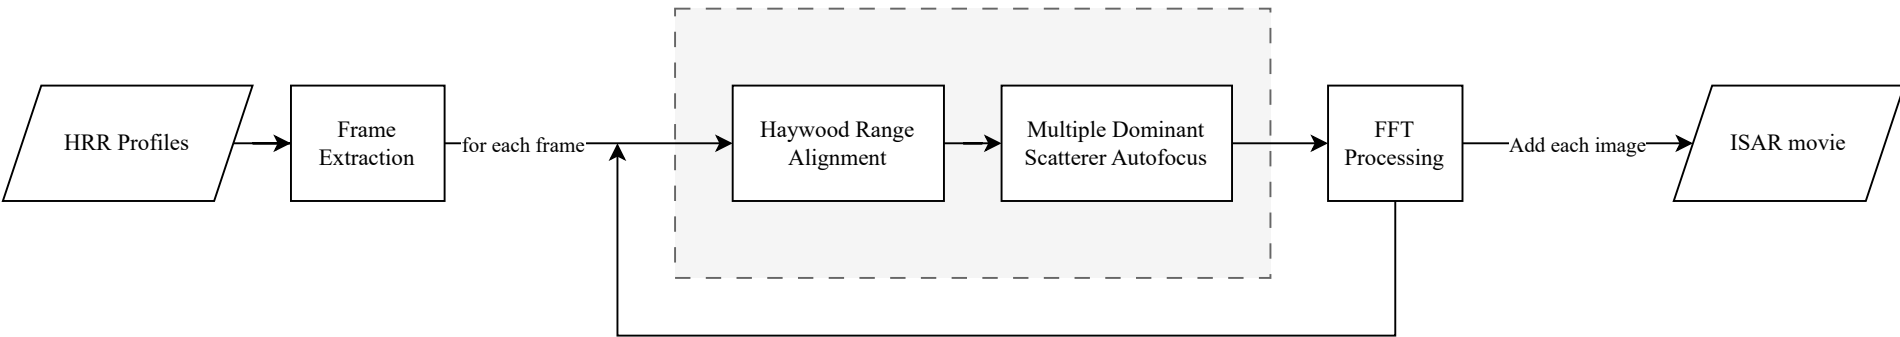 HRR Profiles
Frame
Extraction
for each frame
Haywood Range
Alignment
Multiple Dominant
Scatterer Autofocus
FFT
Processing
Add each image
ISAR movie